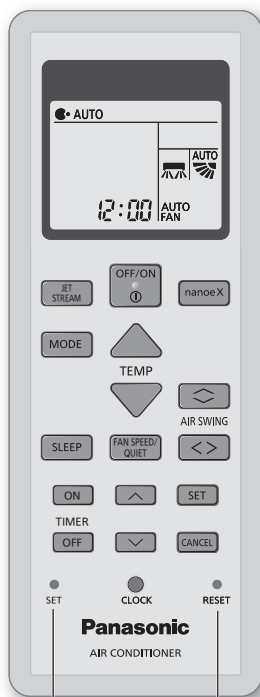 AUTO
AUTO
12:00
AUTO
FAN
JET
STREAM
OFF/ON
nanoeX
MODE
TEMP
AIR SWING
SLEEP
FAN SPEED/
QUIET
ON
SET
TIMER
OFF
CANCEL
SET
CLOCK
RESET
Panasonic
AIR CONDITIONER